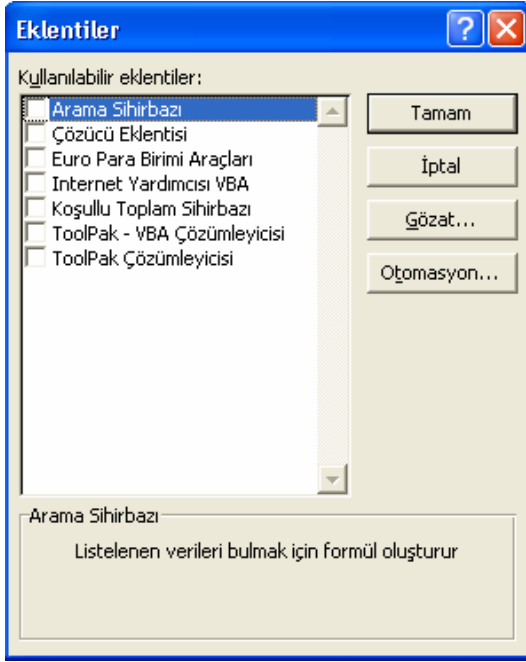 Eklentiler
Kullanılabilir eklentiler:
Arama Sihirbazı
Çözücü Eklentisi
Euro Para Birimi Araçları
Internet Yardımcısı VBA
Koşullu Toplam Sihirbazı
ToolPak - VBA Çözümleyicisi
ToolPak Çözümleyicisi
Tamam
İptal
Gözat...
Otomasyon...
Arama Sihirbazı
Listelenen verileri bulmak için formül oluşturur